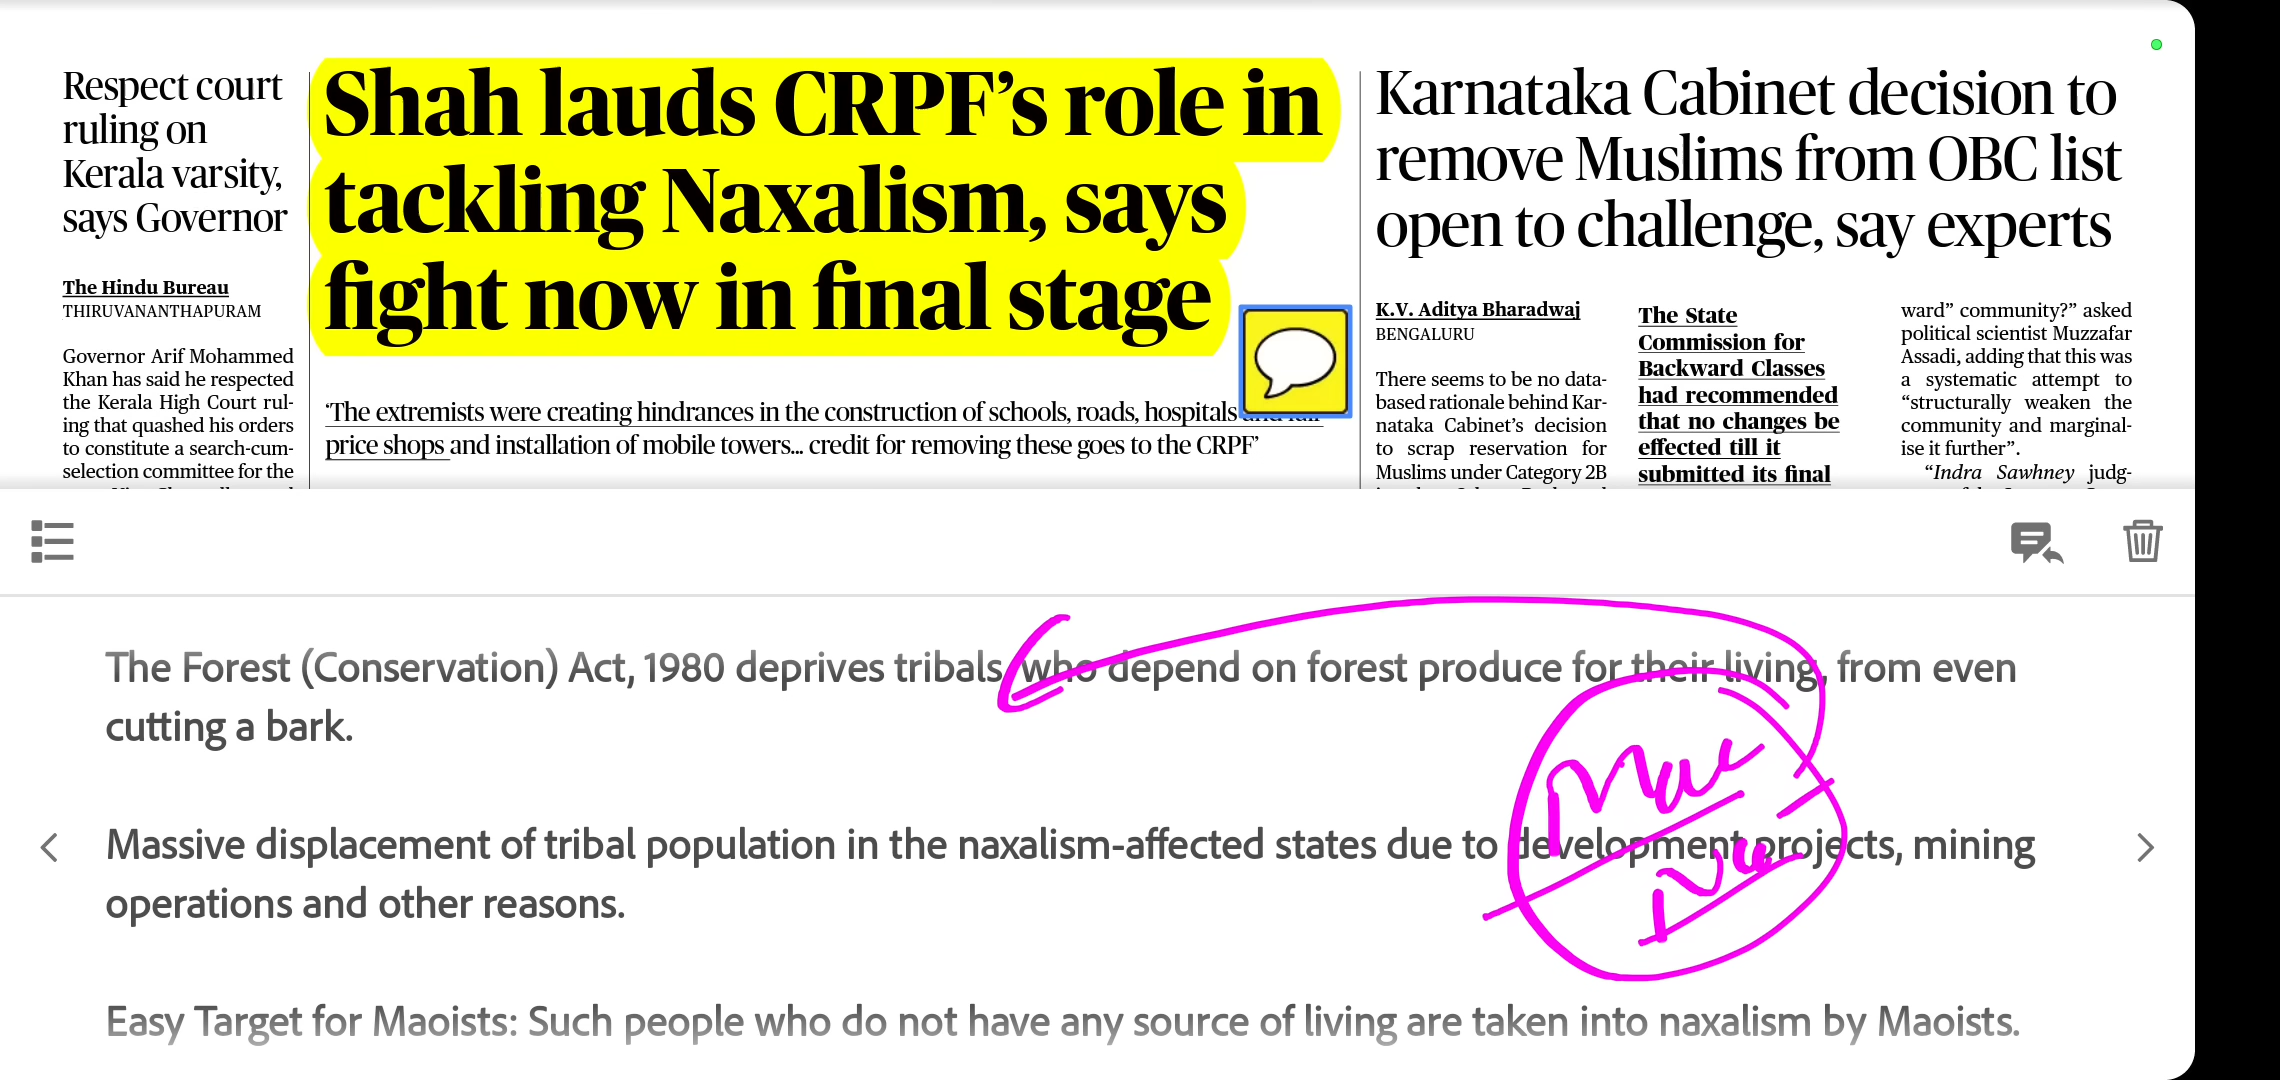 Respect court
ruling on
Kerala varsity,
says Governor
The Hindu Bureau
THIRUVANANTHAPURAM
Governor Arif Mohammed
Khan has said he respected
the Kerala High Court rul-
ing that quashed his orders
to constitute a search-cum-
selection committee for the
Shah lauds CRPF’s role in
tackling Naxalism, says
fight now in final stage
‘The extremists were creating hindrances in the construction of schools, roads, hospitals
price shops and installation of mobile towers... credit for removing these goes to the CRPF’
Karnataka Cabinet decision to
remove Muslims from OBC list
open to challenge, say experts
K.V. Aditya Bharadwaj
BENGALURU
There seems to be no data-
based rationale behind Kar-
nataka Cabinet’s decision
to scrap reservation for
Muslims under Category 2B
The State
Commission for
Backward Classes
had recommended
that no changes be
effected till it
submitted its final
ward” community?” asked
political scientist Muzzafar
Assadi, adding that this was
a systematic attempt to
“structurally weaken the
community and marginal-
ise it further”.
“Indra Sawhney judg-
The Forest (Conservation) Act, 1980 deprives tribals, who depend on forest produce for their living, from even
cutting a bark.
Massive displacement of tribal population in the naxalism-affected states due to development projects, mining
operations and other reasons.
Easy Target for Maoists: Such people who do not have any source of living are taken into naxalism by Maoists.